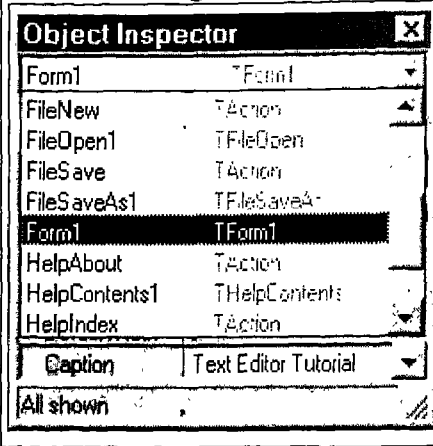 Object Inspector
Form1 TForm1
FileNew TAction
FileOpen1 TFileOpen
FileSave TAction
FileSaveAs1 TFileSaveAs
Form1 TForm1
HelpAbout TAction
HelpContents1 THelpContents
HelpIndex TAction
Caption Text Editor Tutorial
All shown